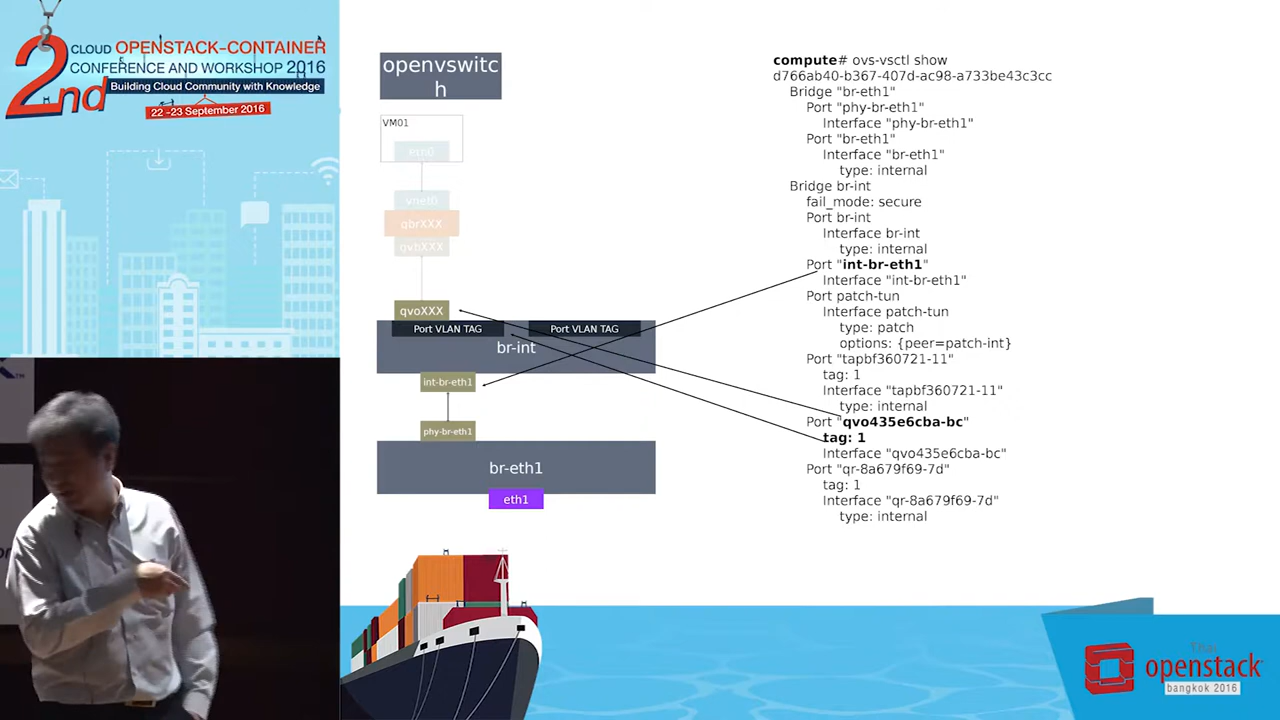 2nd
CLOUD OPENSTACK-CONTAINER
CONFERENCE AND WORKSHOP 2016
Building Cloud Community with Knowledge
22 -23 September 2016
openvswitc
h
VM01
eth0
vnet0
qbrXXX
qvbXXX
qvoXXX
Port VLAN TAG
Port VLAN TAG
br-int
int-br-eth1
phy-br-eth1
br-eth1
eth1
compute# ovs-vsctl show
d766ab40-b367-407d-ac98-a733be43c3cc
Bridge "br-eth1"
Port "phy-br-eth1"
Interface "phy-br-eth1"
Port "br-eth1"
Interface "br-eth1"
type: internal
Bridge br-int
fail_mode: secure
Port br-int
Interface br-int
type: internal
Port "int-br-eth1"
Interface "int-br-eth1"
Port patch-tun
Interface patch-tun
type: patch
options: {peer=patch-int}
Port "tapbf360721-11"
tag: 1
Interface "tapbf360721-11"
type: internal
Port "qvo435e6cba-bc"
tag: 1
Interface "qvo435e6cba-bc"
Port "qr-8a679f69-7d"
tag: 1
Interface "qr-8a679f69-7d"
type: internal
Thai
openstack
bangkok 2016